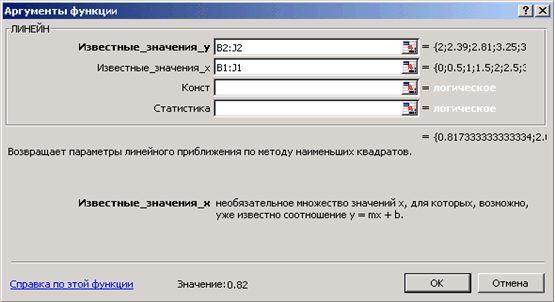 Аргументы функции
ЛИНЕЙН
Известные_значения_y B2:J2 = {2;2.39;2.81;3.25;3
Известные_значения_x B1:J1 = {0;0.5;1;1.5;2;2.5;3
Конст = логическое
Статистика = логическое
= {0.817333333333334;2.0
Возвращает параметры линейного приближения по методу наименьших квадратов.
Известные_значения_x необязательное множество значений x, для которых, возможно,
уже известно соотношение y = mx + b.
Справка по этой функции Значение:0.82 OK Отмена